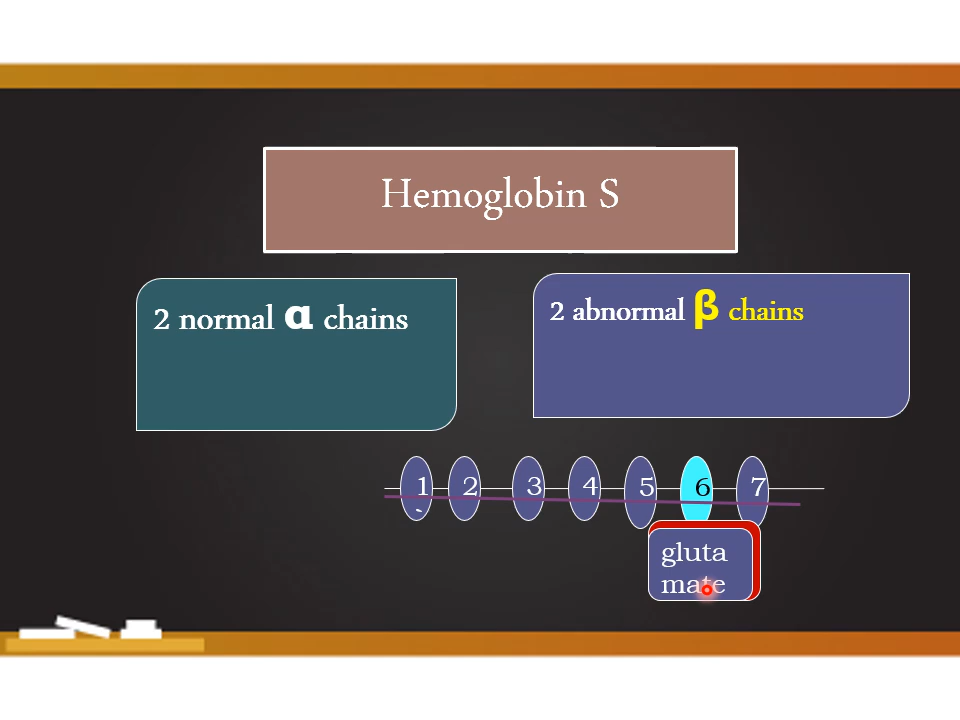 Hemoglobin S
2 normal α chains
2 abnormal β chains
1 2 3 4 5 6 7
gluta
mate